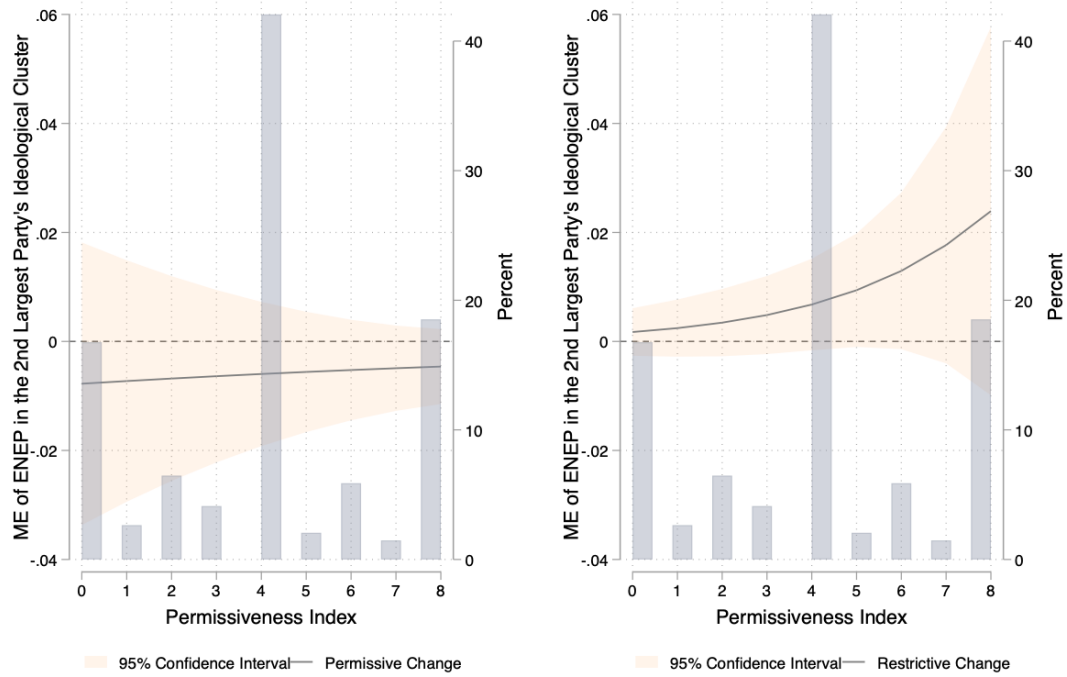 ME of ENEP in the 2nd Largest Party's Ideological Cluster
.06
.04
.02
0
-.02
-.04
40
30
20
10
0
Percent
0 1 2 3 4 5 6 7 8
Permissiveness Index
95% Confidence Interval Permissive Change
ME of ENEP in the 2nd Largest Party's Ideological Cluster
.06
.04
.02
0
-.02
-.04
40
30
20
10
0
Percent
0 1 2 3 4 5 6 7 8
Permissiveness Index
95% Confidence Interval Restrictive Change